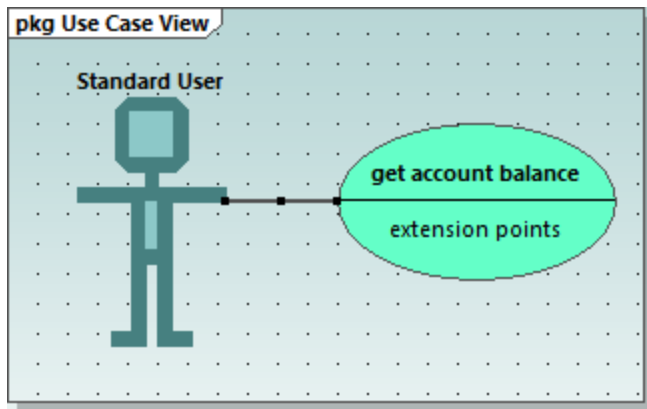 pkg Use Case View
Standard User
get account balance
extension points